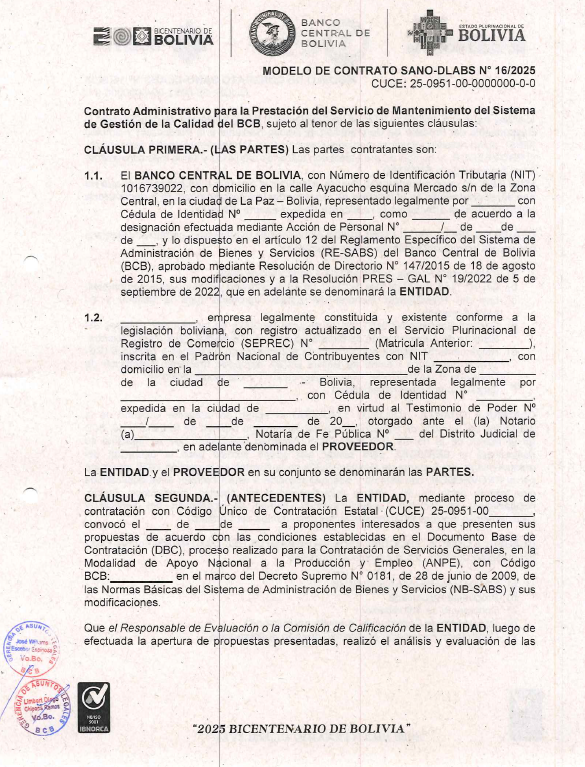 BICENTENARIO DE
BOLIVIA
BANCO
CENTRAL DE
BOLIVIA
ESTADO PLURINACIONAL DE
BOLIVIA
MODELO DE CONTRATO SANO-DLABS N° 16/2025
CUCE: 25-0951-00-0000000-0-0
Contrato Administrativo para la Prestación del Servicio de Mantenimiento del Sistema
de Gestión de la Calidad del BCB, sujeto al tenor de las siguientes cláusulas:
CLÁUSULA PRIMERA.- (LAS PARTES) Las partes contratantes son:
1.1. El BANCO CENTRAL DE BOLIVIA, con Número de Identificación Tributaria (NIT)
1016739022, con domicilio en la calle Ayacucho esquina Mercado s/n de la Zona
Central, en la ciudad de La Paz – Bolivia, representado legalmente por _______ con
Cédula de Identidad N° _____ expedida en ____, como ______ de acuerdo a la
designación efectuada mediante Acción de Personal N° ______/__ de ____de ___
de ___, y lo dispuesto en el artículo 12 del Reglamento Específico del Sistema de
Administración de Bienes y Servicios (RE-SABS) del Banco Central de Bolivia
(BCB), aprobado mediante Resolución de Directorio N° 147/2015 de 18 de agosto
de 2015, sus modificaciones y a la Resolución PRES – GAL N° 19/2022 de 5 de
septiembre de 2022, que en adelante se denominará la ENTIDAD.
1.2. ____________, empresa legalmente constituida y existente conforme a la
legislación boliviana, con registro actualizado en el Servicio Plurinacional de
Registro de Comercio (SEPREC) N° ________ (Matricula Anterior: ________),
inscrita en el Padrón Nacional de Contribuyentes con NIT ____________, con
domicilio en la ___________________________________de la Zona de _______
de la ciudad de _______ - Bolivia, representada legalmente por
____________________________, con Cédula de Identidad N° _________,
expedida en la ciudad de __________, en virtud al Testimonio de Poder N°
____/____ de ____de _______ de 20__, otorgado ante el (la) Notario
(a)__________________, Notaría de Fe Pública N° ___ del Distrito Judicial de
_________, en adelante denominada el PROVEEDOR.
La ENTIDAD y el PROVEEDOR en su conjunto se denominarán las PARTES.
CLÁUSULA SEGUNDA.- (ANTECEDENTES) La ENTIDAD, mediante proceso de
contratación con Código Único de Contratación Estatal (CUCE) 25-0951-00_______,
convocó el ____ de ____de _____ a proponentes interesados a que presenten sus
propuestas de acuerdo con las condiciones establecidas en el Documento Base de
Contratación (DBC), proceso realizado para la Contratación de Servicios Generales, en la
Modalidad de Apoyo Nacional a la Producción y Empleo (ANPE), con Código
BCB:__________ en el marco del Decreto Supremo N° 0181, de 28 de junio de 2009, de
las Normas Básicas del Sistema de Administración de Bienes y Servicios (NB-SABS) y sus
modificaciones.
Que el Responsable de Evaluación o la Comisión de Calificación de la ENTIDAD, luego de
efectuada la apertura de propuestas presentadas, realizó el análisis y evaluación de las
Vo.Bo.
BCB
GERENCIA DE ASUNTOS LEGALES
Vo.Bo.
BCB
NB/ISO
9001
IBNORCA
"2025 BICENTENARIO DE BOLIVIA"